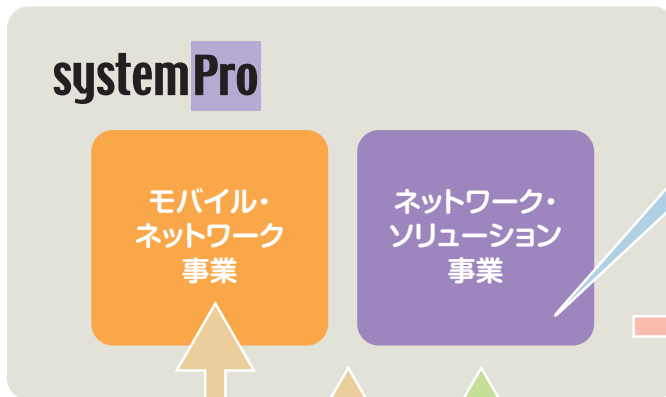 systemPro
モバイル・
ネットワーク
事業
ネットワーク・
ソリューション
事業